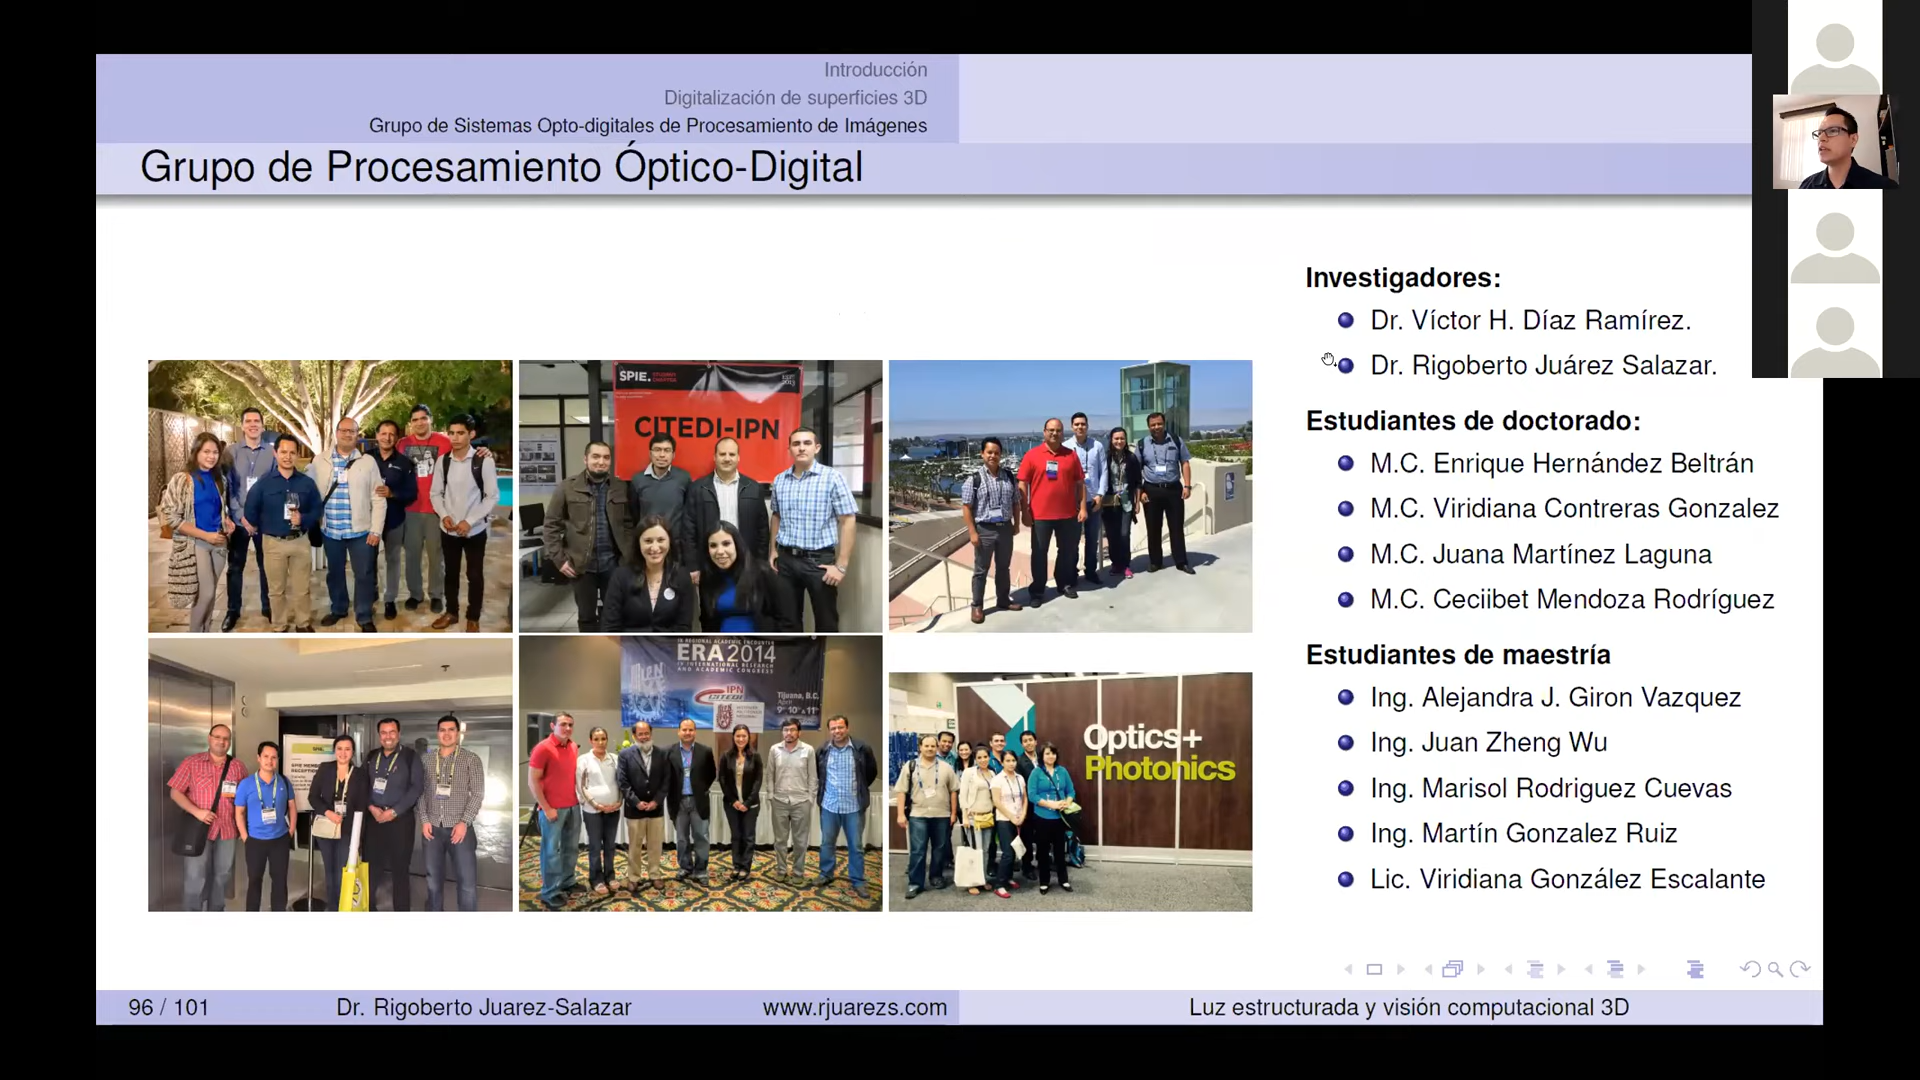 Introducción
Digitalización de superficies 3D
Grupo de Sistemas Opto-digitales de Procesamiento de Imágenes
Grupo de Procesamiento Óptico-Digital
Investigadores:
Dr. Víctor H. Díaz Ramírez.
Dr. Rigoberto Juárez Salazar.
Estudiantes de doctorado:
M.C. Enrique Hernández Beltrán
M.C. Viridiana Contreras Gonzalez
M.C. Juana Martínez Laguna
M.C. Ceciibet Mendoza Rodríguez
Estudiantes de maestría
Ing. Alejandra J. Giron Vazquez
Ing. Juan Zheng Wu
Ing. Marisol Rodriguez Cuevas
Ing. Martín Gonzalez Ruiz
Lic. Viridiana González Escalante
SPIE.
CITEDI-IPN
ERA2014
IPN
Tijuana, B.C.
Optics+
Photonics
96 / 101
Dr. Rigoberto Juarez-Salazar
www.rjuarezs.com
Luz estructurada y visión computacional 3D